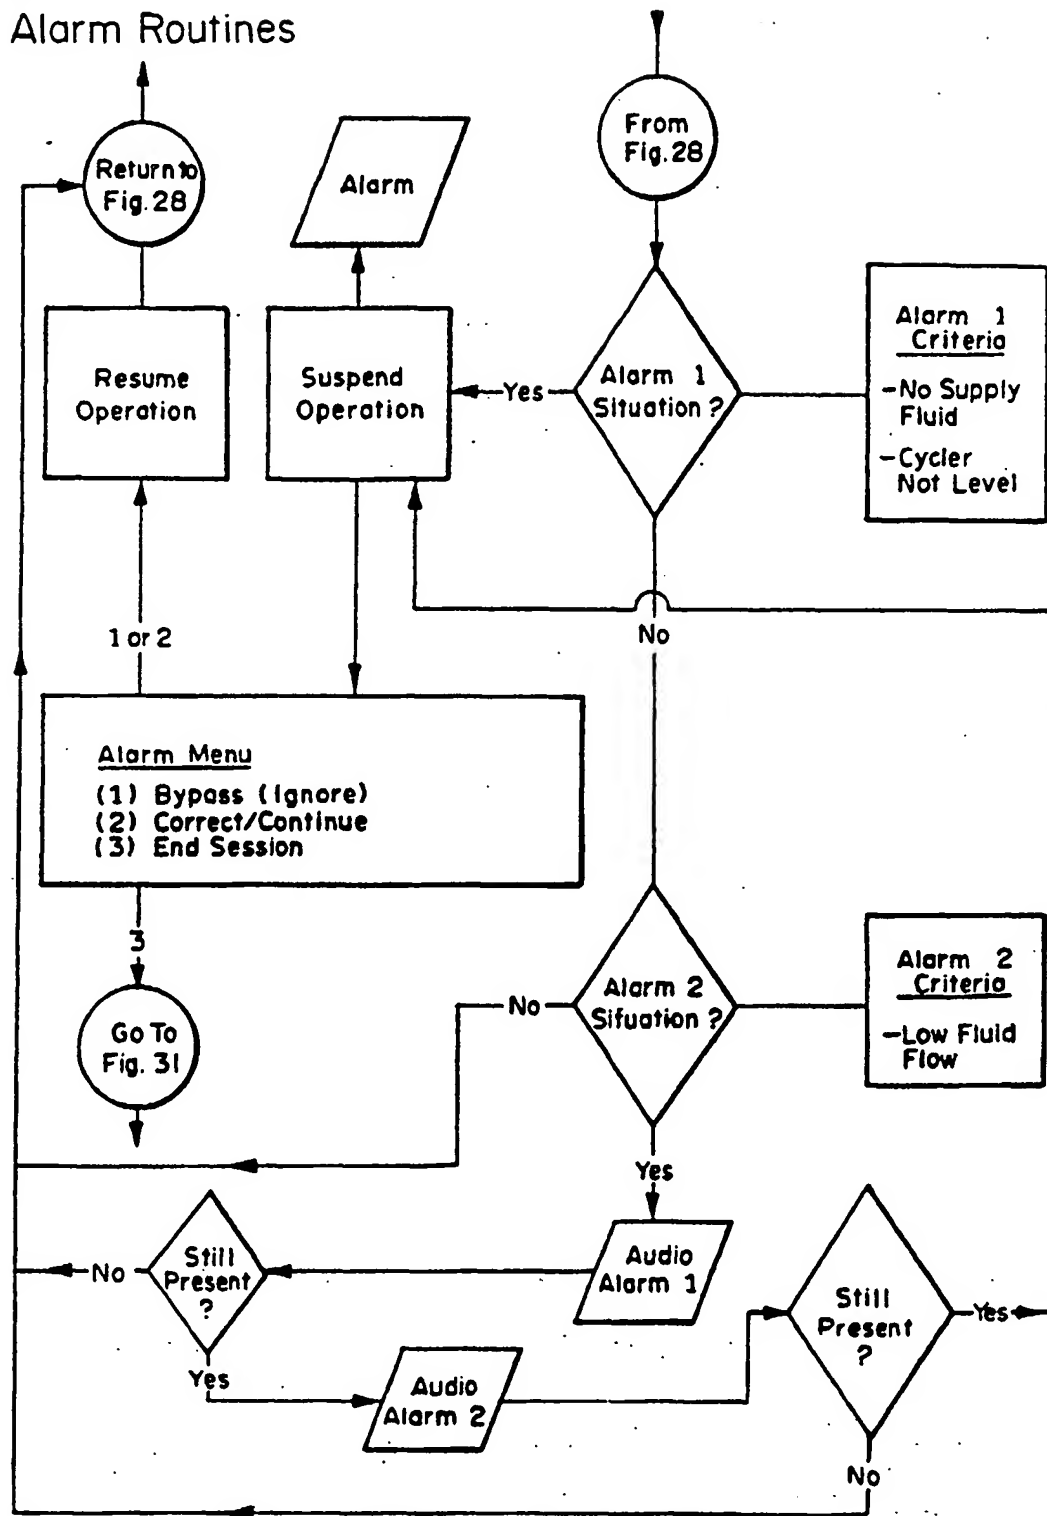 Alarm Routines
From
Fig.28
Return to
Fig.28
Alarm
Resume
Operation
Suspend
Operation
Yes
Alarm 1
Situation ?
Alarm 1
Criteria
-No Supply
Fluid
-Cycler
Not Level
No
1 or 2
Alarm Menu
(1) Bypass (Ignore)
(2) Correct/Continue
(3) End Session
3
Go To
Fig. 31
No
Alarm 2
Sifuation ?
Alarm 2
Criteria
-Low Fluid
Flow
Yes
Audio
Alarm 1
Still
Present
?
No
Yes
Audio
Alarm 2
Still
Present
?
Yes
No